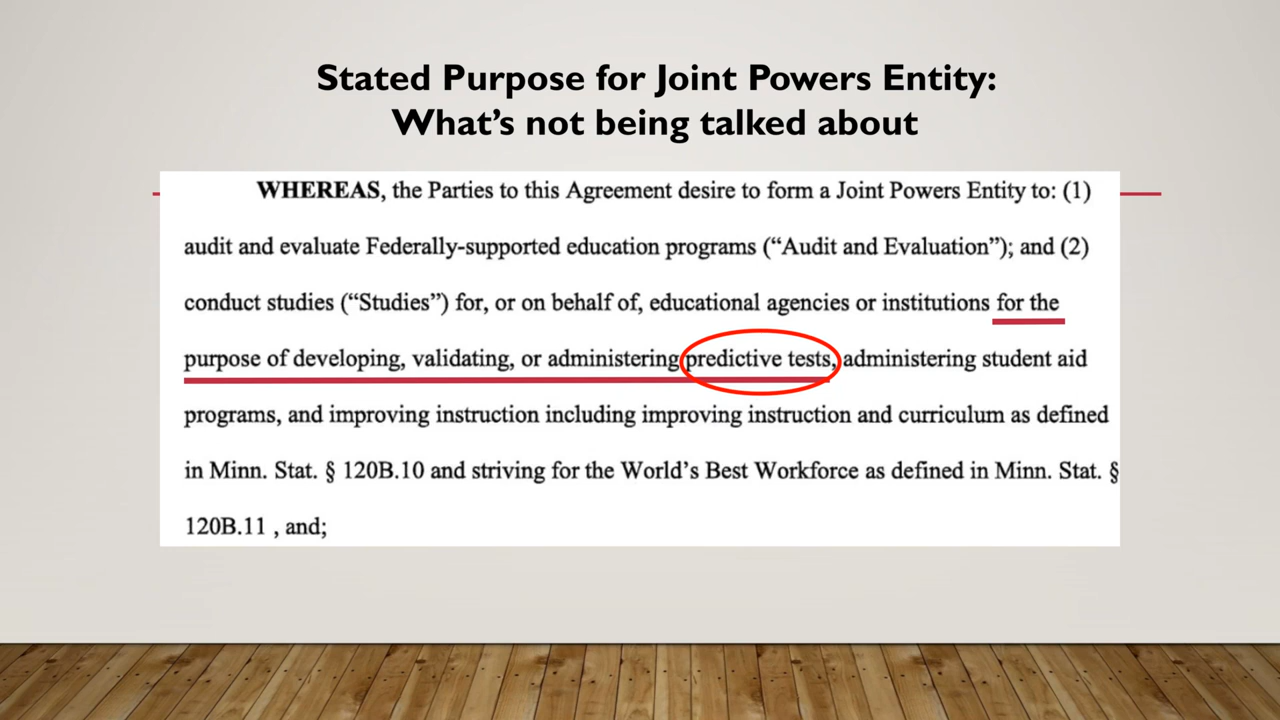 Stated Purpose for Joint Powers Entity:
What’s not being talked about
WHEREAS, the Parties to this Agreement desire to form a Joint Powers Entity to: (1)
audit and evaluate Federally-supported education programs (“Audit and Evaluation”); and (2)
conduct studies (“Studies”) for, or on behalf of, educational agencies or institutions for the
purpose of developing, validating, or administering predictive tests, administering student aid
programs, and improving instruction including improving instruction and curriculum as defined
in Minn. Stat. § 120B.10 and striving for the World’s Best Workforce as defined in Minn. Stat. §
120B.11 , and;